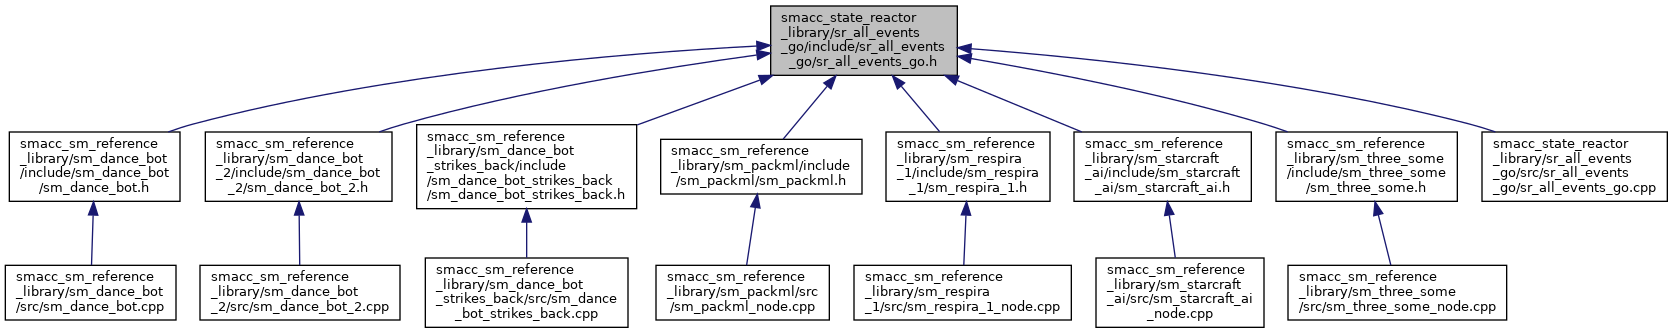 smacc_state_reactor
_library/sr_all_events
_go/include/sr_all_events
_go/sr_all_events_go.h
smacc_sm_reference
_library/sm_dance_bot
/include/sm_dance_bot
/sm_dance_bot.h
smacc_sm_reference
_library/sm_dance_bot
_2/include/sm_dance_bot
_2/sm_dance_bot_2.h
smacc_sm_reference
_library/sm_dance_bot
_strikes_back/include
/sm_dance_bot_strikes_back
/sm_dance_bot_strikes_back.h
smacc_sm_reference
_library/sm_packml/include
/sm_packml/sm_packml.h
smacc_sm_reference
_library/sm_respira
_1/include/sm_respira
_1/sm_respira_1.h
smacc_sm_reference
_library/sm_starcraft
_ai/include/sm_starcraft
_ai/sm_starcraft_ai.h
smacc_sm_reference
_library/sm_three_some
/include/sm_three_some
/sm_three_some.h
smacc_state_reactor
_library/sr_all_events
_go/src/sr_all_events
_go/sr_all_events_go.cpp
smacc_sm_reference
_library/sm_dance_bot
/src/sm_dance_bot.cpp
smacc_sm_reference
_library/sm_dance_bot
_2/src/sm_dance_bot_2.cpp
smacc_sm_reference
_library/sm_dance_bot
_strikes_back/src/sm_dance
_bot_strikes_back.cpp
smacc_sm_reference
_library/sm_packml/src
/sm_packml_node.cpp
smacc_sm_reference
_library/sm_respira
_1/src/sm_respira_1_node.cpp
smacc_sm_reference
_library/sm_starcraft
_ai/src/sm_starcraft_ai
_node.cpp
smacc_sm_reference
_library/sm_three_some
/src/sm_three_some_node.cpp